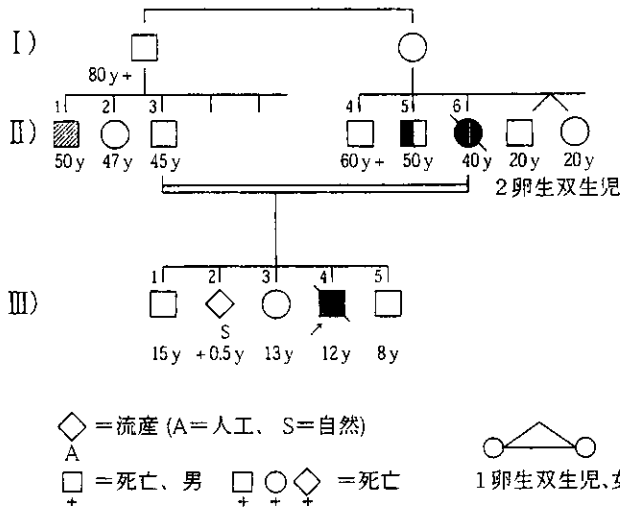 I)
80 y +
1 2 3 4 5 6
II)
50 y 47 y 45 y 60 y + 50 y 40 y 20 y 20 y
2卵生双生児
1 2 3 4 5
III)
S
15 y + 0.5 y 13 y 12 y 8 y
=流産 (A=人工、 S=自然)
A
=死亡、男 =死亡
+ + + +
1卵生双生児、女